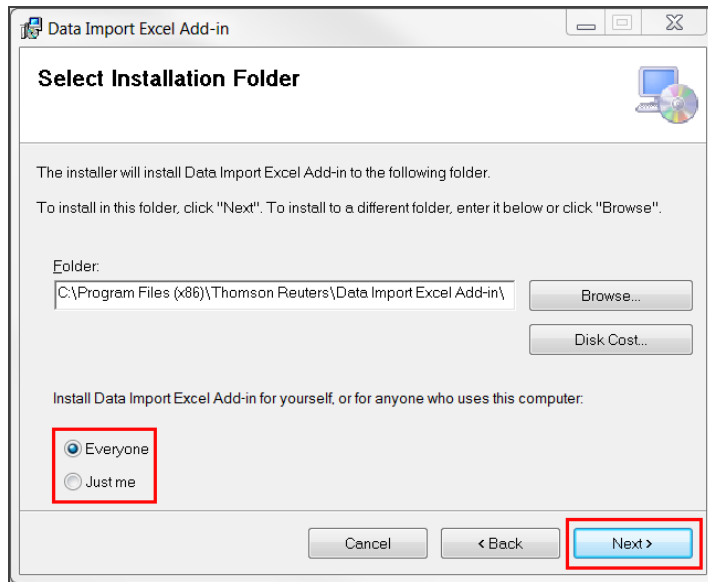 Data Import Excel Add-in
Select Installation Folder
The installer will install Data Import Excel Add-in to the following folder.
To install in this folder, click "Next". To install to a different folder, enter it below or click "Browse".
Folder:
C:\Program Files (x86)\Thomson Reuters\Data Import Excel Add-in\
Browse...
Disk Cost...
Install Data Import Excel Add-in for yourself, or for anyone who uses this computer:
Everyone
Just me
Cancel
< Back
Next >